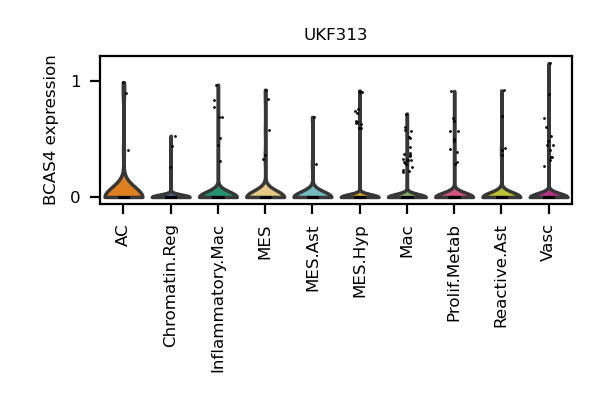 UKF313
BCAS4 expression
1
0
AC
Chromatin.Reg
Inflammatory.Mac
MES
MES.Ast
MES.Hyp
Mac
Prolif.Metab
Reactive.Ast
Vasc